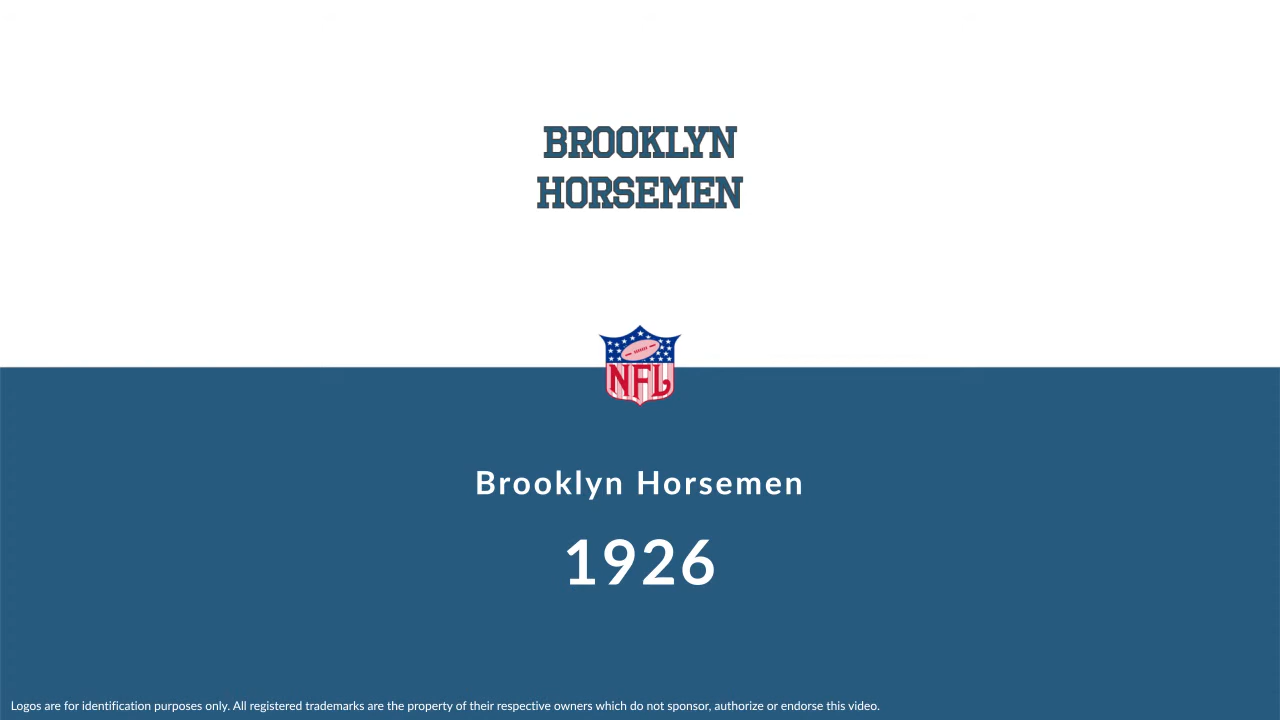 BROOKLYN
HORSEMEN
NFL
Brooklyn Horsemen
1926
Logos are for identification purposes only. All registered trademarks are the property of their respective owners which do not sponsor, authorize or endorse this video.